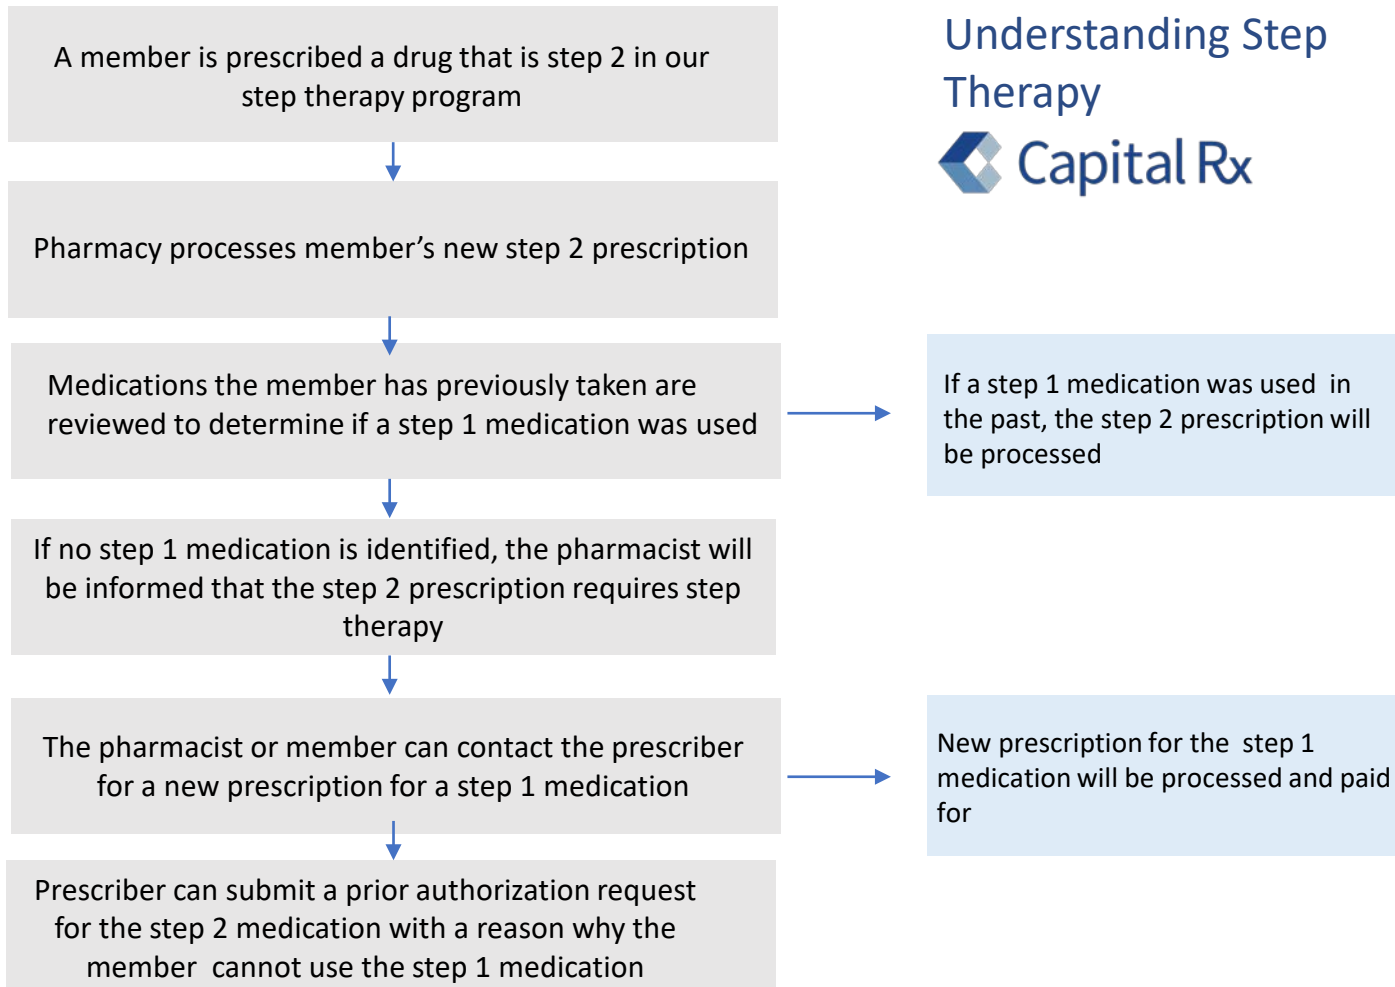 Understanding Step
Therapy
Capital Rx
A member is prescribed a drug that is step 2 in our
step therapy program
Pharmacy processes member’s new step 2 prescription
Medications the member has previously taken are
reviewed to determine if a step 1 medication was used
If a step 1 medication was used in
the past, the step 2 prescription will
be processed
If no step 1 medication is identified, the pharmacist will
be informed that the step 2 prescription requires step
therapy
The pharmacist or member can contact the prescriber
for a new prescription for a step 1 medication
New prescription for the step 1
medication will be processed and paid
for
Prescriber can submit a prior authorization request
for the step 2 medication with a reason why the
member cannot use the step 1 medication